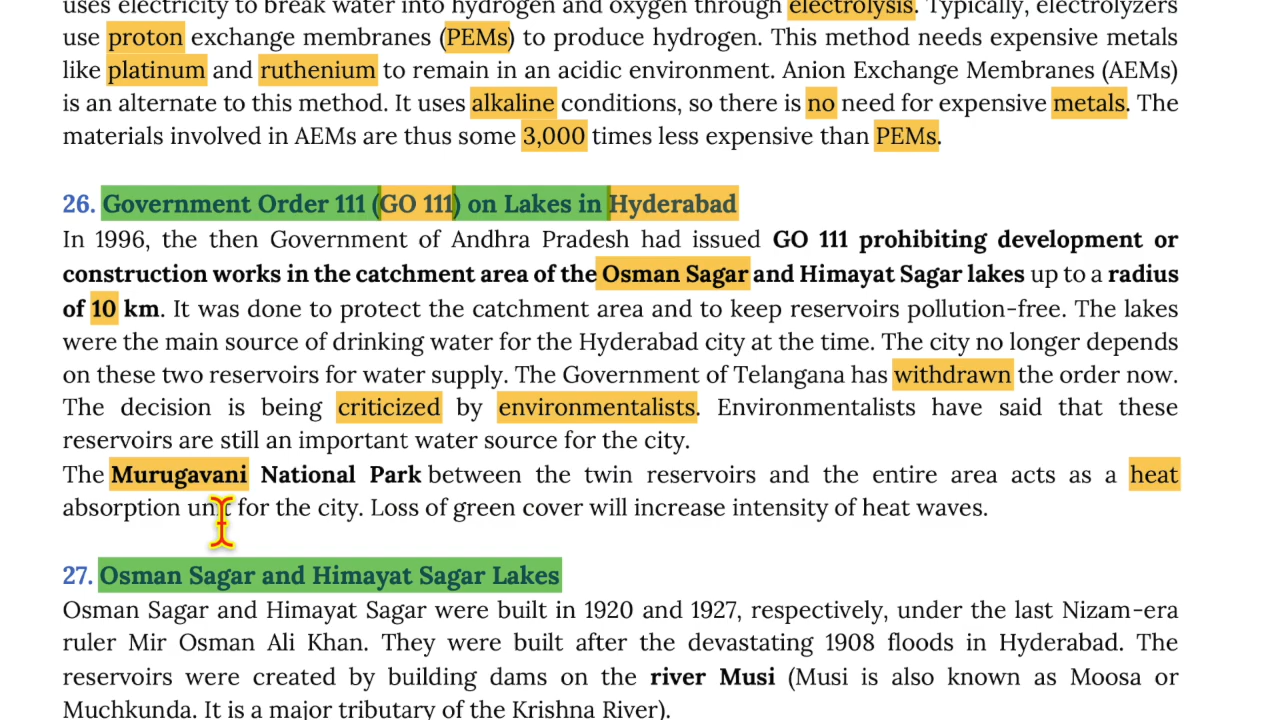 uses electricity to break water into hydrogen and oxygen through electrolysis. Typically, electrolyzers
use proton exchange membranes (PEMs) to produce hydrogen. This method needs expensive metals
like platinum and ruthenium to remain in an acidic environment. Anion Exchange Membranes (AEMs)
is an alternate to this method. It uses alkaline conditions, so there is no need for expensive metals. The
materials involved in AEMs are thus some 3,000 times less expensive than PEMs.
26. Government Order 111 (GO 111) on Lakes in Hyderabad
In 1996, the then Government of Andhra Pradesh had issued GO 111 prohibiting development or
construction works in the catchment area of the Osman Sagar and Himayat Sagar lakes up to a radius
of 10 km. It was done to protect the catchment area and to keep reservoirs pollution-free. The lakes
were the main source of drinking water for the Hyderabad city at the time. The city no longer depends
on these two reservoirs for water supply. The Government of Telangana has withdrawn the order now.
The decision is being criticized by environmentalists. Environmentalists have said that these
reservoirs are still an important water source for the city.
The Murugavani National Park between the twin reservoirs and the entire area acts as a heat
absorption unit for the city. Loss of green cover will increase intensity of heat waves.
27. Osman Sagar and Himayat Sagar Lakes
Osman Sagar and Himayat Sagar were built in 1920 and 1927, respectively, under the last Nizam-era
ruler Mir Osman Ali Khan. They were built after the devastating 1908 floods in Hyderabad. The
reservoirs were created by building dams on the river Musi (Musi is also known as Moosa or
Muchkunda. It is a major tributary of the Krishna River).